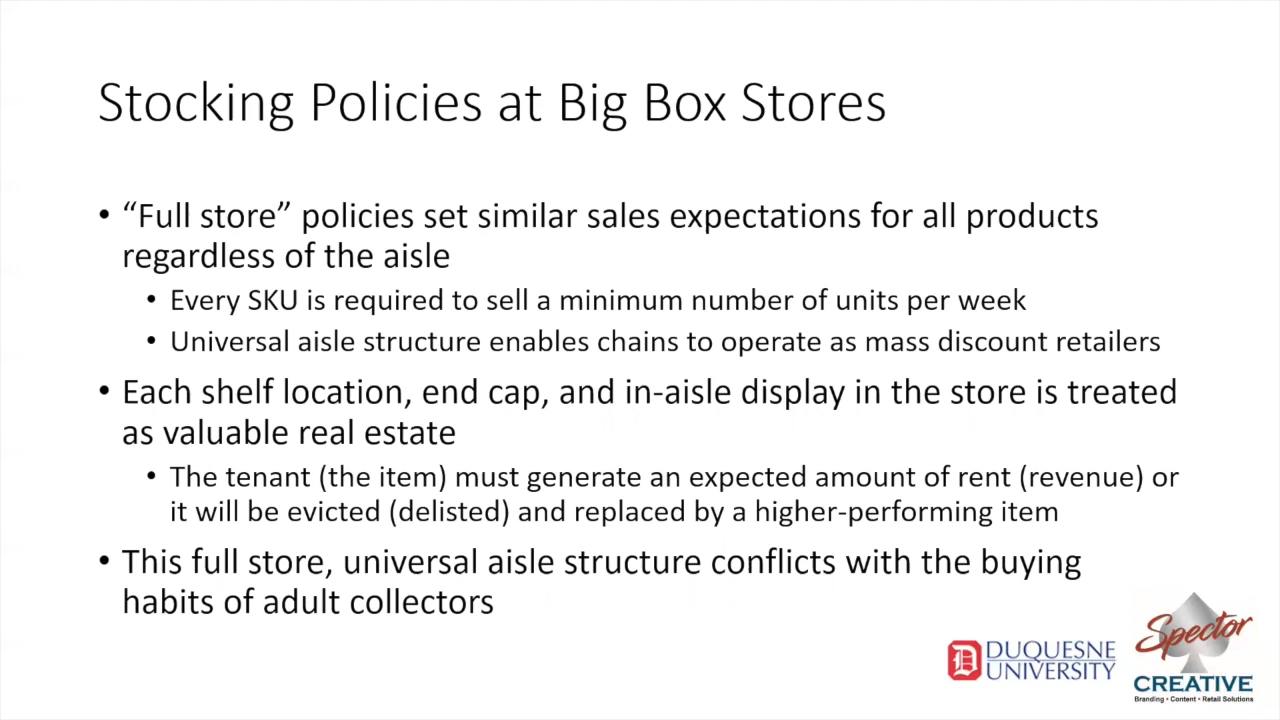 Stocking Policies at Big Box Stores
• “Full store” policies set similar sales expectations for all products
regardless of the aisle
• Every SKU is required to sell a minimum number of units per week
• Universal aisle structure enables chains to operate as mass discount retailers
• Each shelf location, end cap, and in-aisle display in the store is treated
as valuable real estate
• The tenant (the item) must generate an expected amount of rent (revenue) or
it will be evicted (delisted) and replaced by a higher-performing item
• This full store, universal aisle structure conflicts with the buying
habits of adult collectors
D DUQUESNE
UNIVERSITY
Spector
CREATIVE
Branding • Content • Retail Solutions